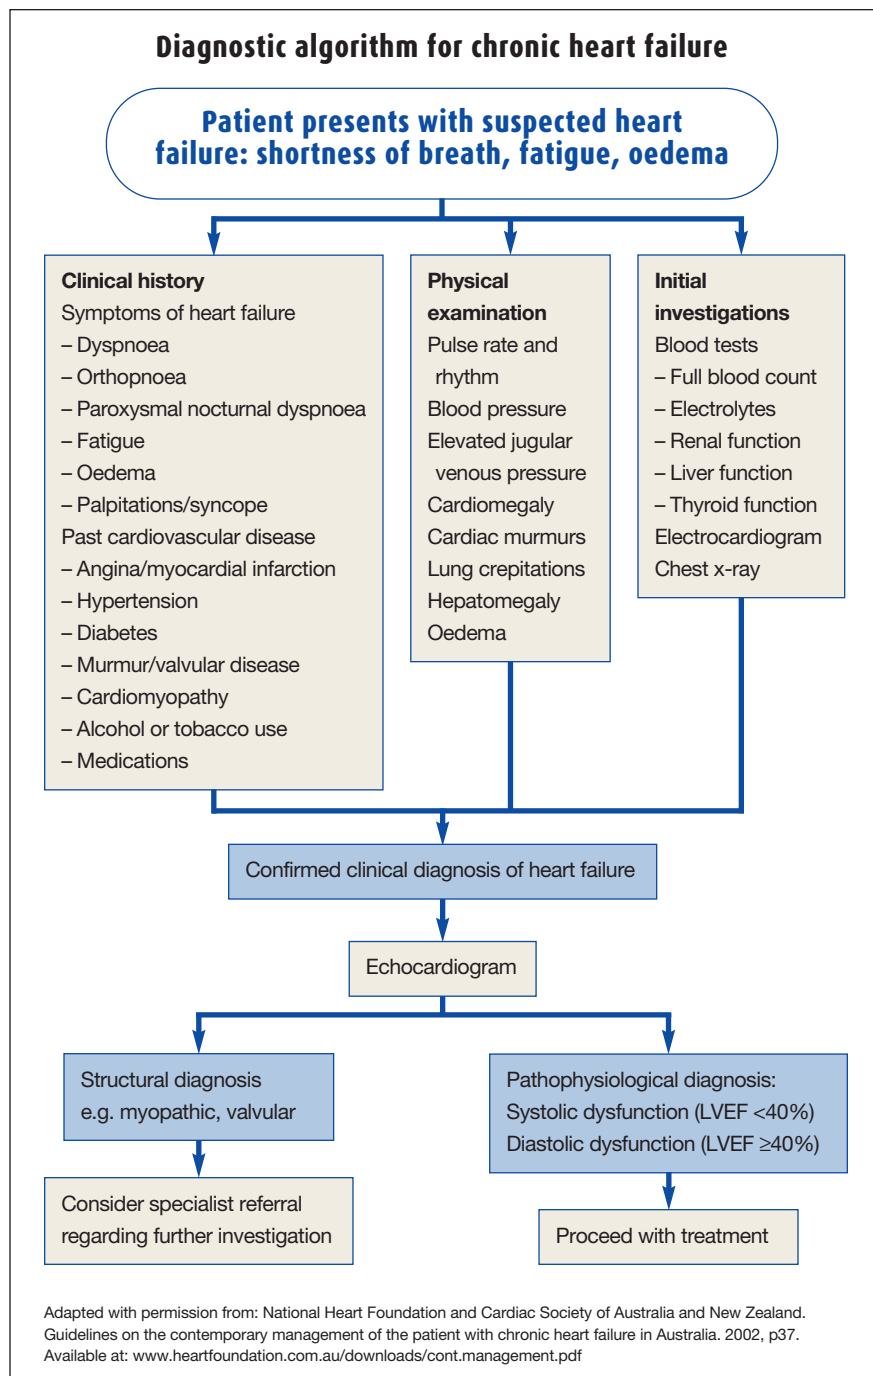 Diagnostic algorithm for chronic heart failure
Patient presents with suspected heart
failure: shortness of breath, fatigue, oedema
Clinical history
Symptoms of heart failure
– Dyspnoea
– Orthopnoea
– Paroxysmal nocturnal dyspnoea
– Fatigue
– Oedema
– Palpitations/syncope
Past cardiovascular disease
– Angina/myocardial infarction
– Hypertension
– Diabetes
– Murmur/valvular disease
– Cardiomyopathy
– Alcohol or tobacco use
– Medications
Physical
examination
Pulse rate and
rhythm
Blood pressure
Elevated jugular
venous pressure
Cardiomegaly
Cardiac murmurs
Lung crepitations
Hepatomegaly
Oedema
Initial
investigations
Blood tests
– Full blood count
– Electrolytes
– Renal function
– Liver function
– Thyroid function
Electrocardiogram
Chest x-ray
Confirmed clinical diagnosis of heart failure
Echocardiogram
Structural diagnosis
e.g. myopathic, valvular
Consider specialist referral
regarding further investigation
Pathophysiological diagnosis:
Systolic dysfunction (LVEF <40%)
Diastolic dysfunction (LVEF ≥40%)
Proceed with treatment
Adapted with permission from: National Heart Foundation and Cardiac Society of Australia and New Zealand.
Guidelines on the contemporary management of the patient with chronic heart failure in Australia. 2002, p37.
Available at: www.heartfoundation.com.au/downloads/cont.management.pdf